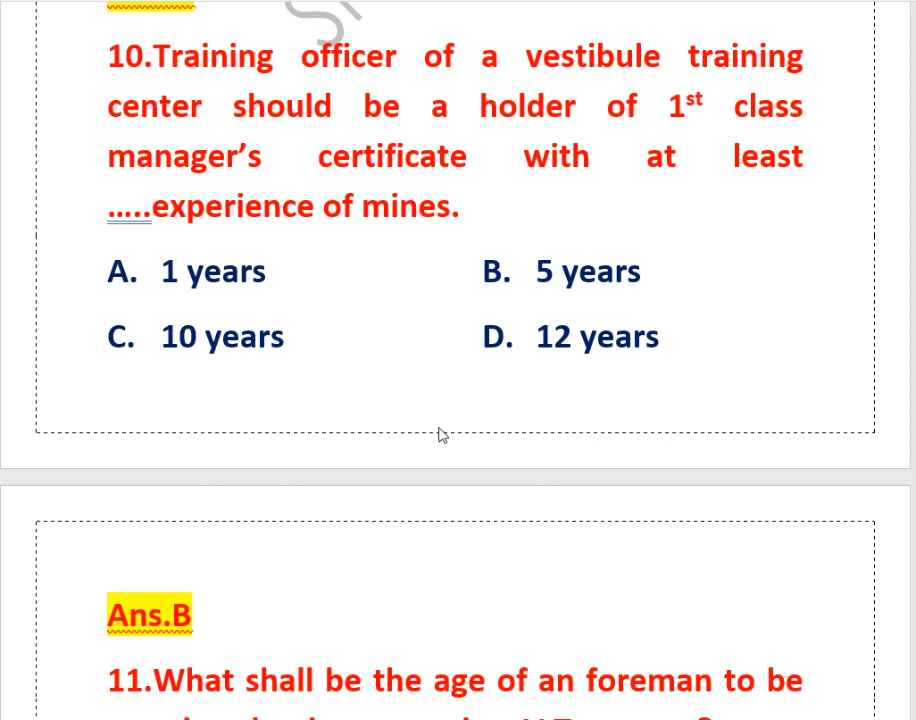 10.Training officer of a vestibule training
center should be a holder of 1st class
manager's certificate with at least
.....experience of mines.
A. 1 years B. 5 years
C. 10 years D. 12 years
Ans.B
11.What shall be the age of an foreman to be